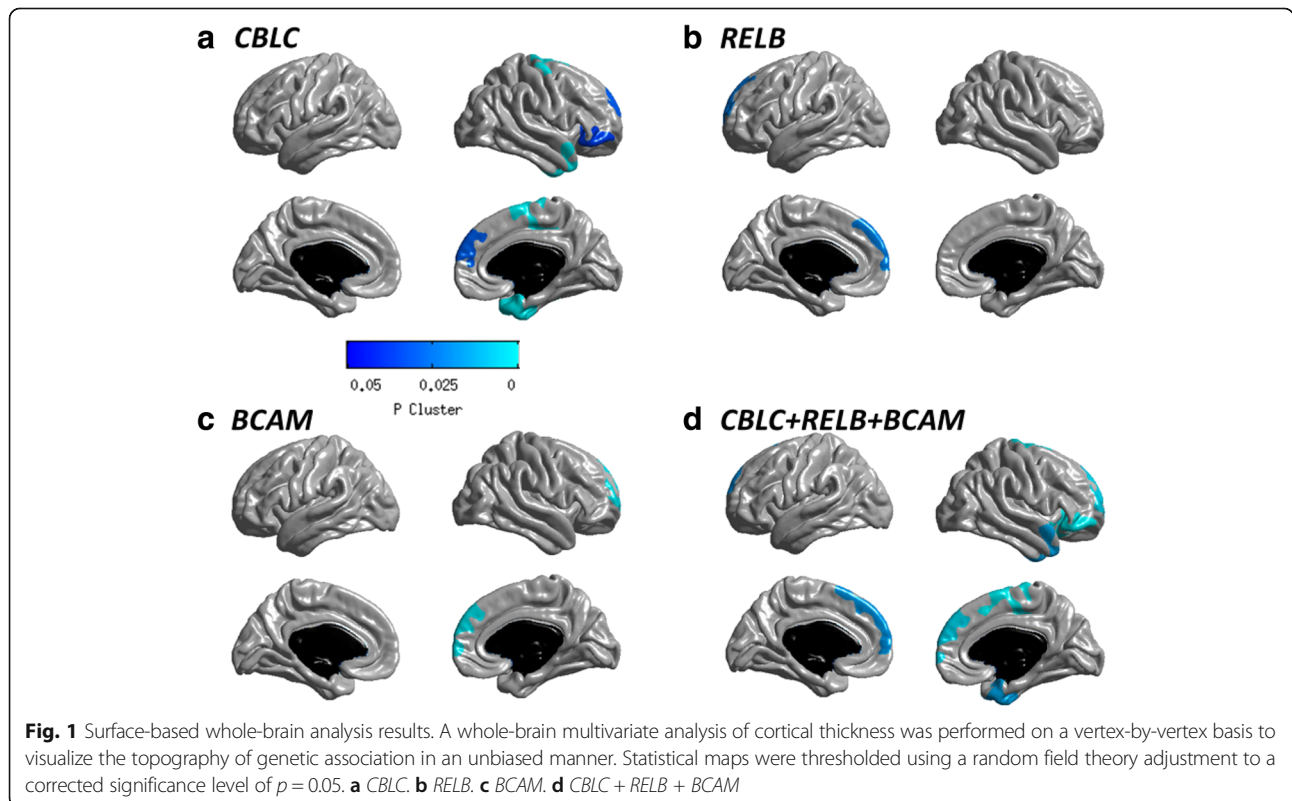 a CBLC
b RELB
0.05 0.025 0
P Cluster
c BCAM
d CBLC+RELB+BCAM
Fig. 1 Surface-based whole-brain analysis results. A whole-brain multivariate analysis of cortical thickness was performed on a vertex-by-vertex basis to
visualize the topography of genetic association in an unbiased manner. Statistical maps were thresholded using a random field theory adjustment to a
corrected significance level of p = 0.05. a CBLC. b RELB. c BCAM. d CBLC + RELB + BCAM